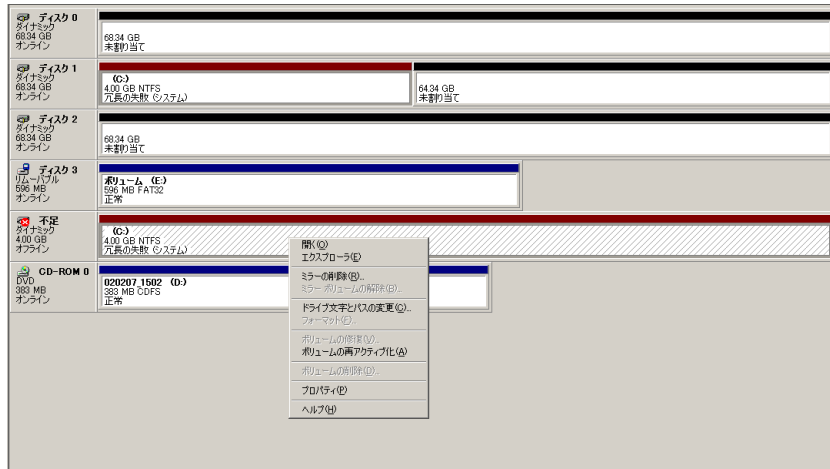 ディスク 0
ダイナミック
68.34 GB
オンライン
68.34 GB
未割り当て
ディスク 1
ダイナミック
68.34 GB
オンライン
(C:)
4.00 GB NTFS
冗長の失敗 (システム)
64.34 GB
未割り当て
ディスク 2
ダイナミック
68.34 GB
オンライン
68.34 GB
未割り当て
ディスク 3
リムーバブル
596 MB
オンライン
ボリューム (E:)
596 MB FAT32
正常
不足
ダイナミック
4.00 GB
オフライン
(C:)
4.00 GB NTFS
冗長の失敗 (システム)
CD-ROM 0
DVD
383 MB
オンライン
020207_1502 (D:)
383 MB CDFS
正常
開く(O)
エクスプローラ(E)
ミラーの削除(R)...
ミラー ボリュームの解除(B)...
ドライブ文字とパスの変更(C)...
フォーマット(F)...
ボリュームの修復(V)...
ボリュームの再アクティブ化(A)
ボリュームの削除(D)...
プロパティ(P)
ヘルプ(H)